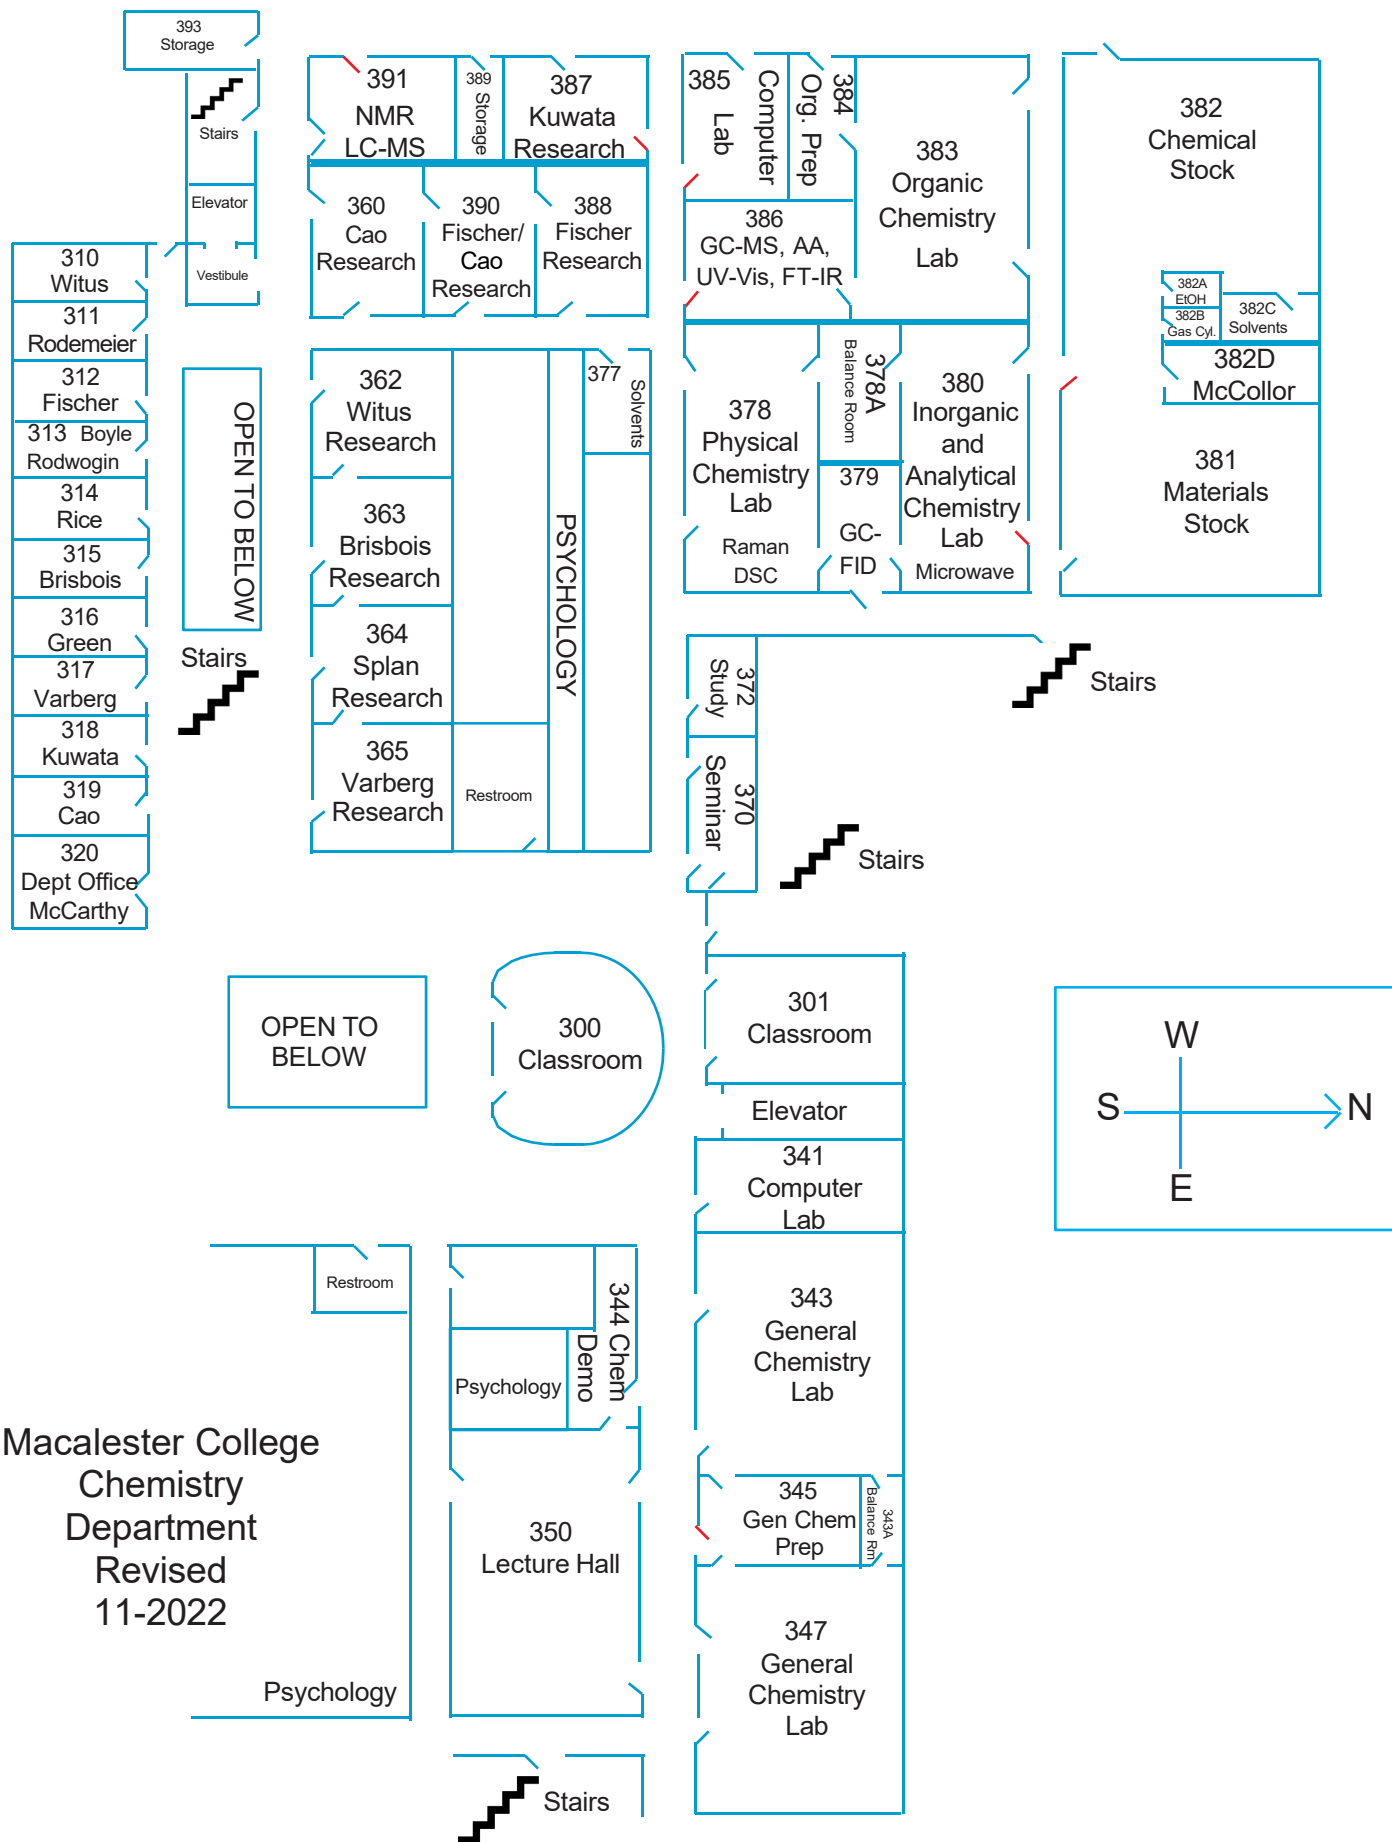 393
Storage
Stairs
Elevator
Vestibule
310
Witus
311
Rodemeier
312
Fischer
313 Boyle
Rodwogin
314
Rice
315
Brisbois
316
Green
317
Varberg
318
Kuwata
319
Cao
320
Dept Office
McCarthy
OPEN TO BELOW
Stairs
391
NMR
LC-MS
389
Storage
387
Kuwata
Research
360
Cao
Research
390
Fischer/
Cao
Research
388
Fischer
Research
362
Witus
Research
363
Brisbois
Research
364
Splan
Research
365
Varberg
Research
Restroom
PSYCHOLOGY
377
Solvents
385
Computer
Lab
384
Org. Prep
386
GC-MS, AA,
UV-Vis, FT-IR
383
Organic
Chemistry
Lab
378
Physical
Chemistry
Lab
Raman
DSC
378A
Balance Room
379
GC-
FID
380
Inorganic
and
Analytical
Chemistry
Lab
Microwave
382
Chemical
Stock
382A
EtOH
382B
Gas Cyl.
382C
Solvents
382D
McCollor
381
Materials
Stock
372
Study
370
Seminar
Stairs
Stairs
OPEN TO
BELOW
300
Classroom
301
Classroom
Elevator
341
Computer
Lab
343
General
Chemistry
Lab
345
Gen Chem
Prep
343A
Balance Rm
347
General
Chemistry
Lab
W
S
N
E
Restroom
Psychology
344 Chem
Demo
350
Lecture Hall
Psychology
Stairs
Macalester College
Chemistry
Department
Revised
11-2022